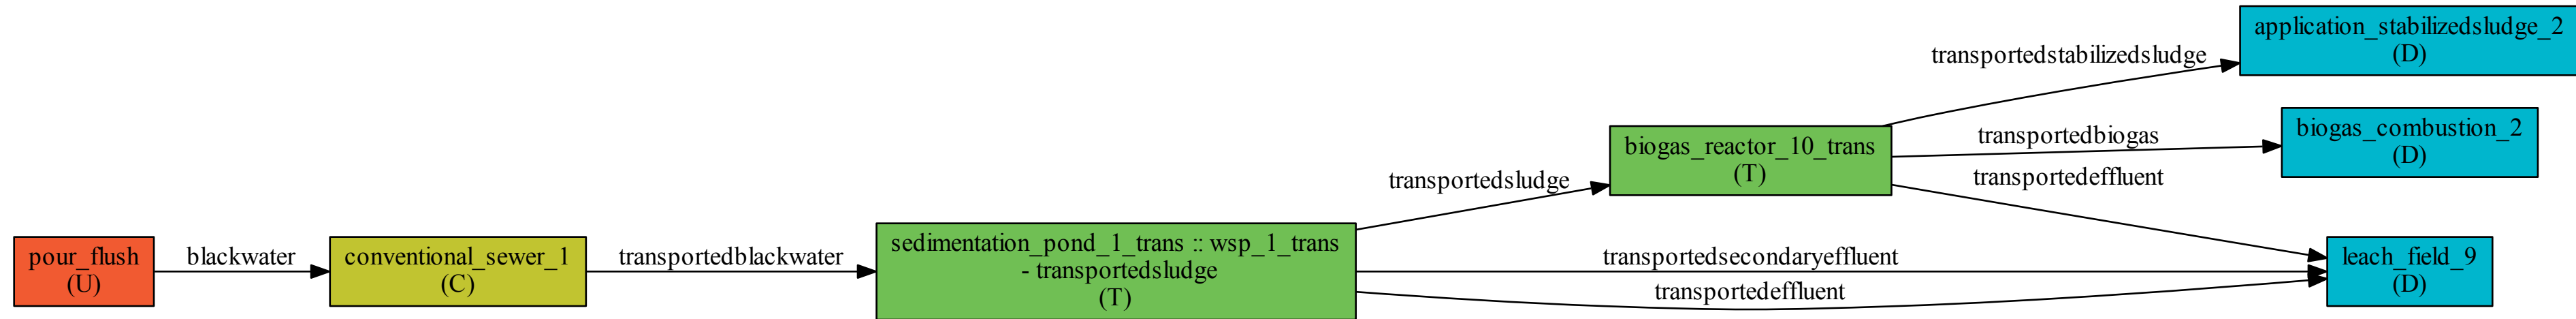 pour_flush
(U)
blackwater
conventional_sewer_1
(C)
transportedblackwater
sedimentation_pond_1_trans :: wsp_1_trans
- transportedsludge
(T)
transportedsludge
biogas_reactor_10_trans
(T)
transportedstabilizedsludge
application_stabilizedsludge_2
(D)
transportedbiogas
biogas_combustion_2
(D)
transportedeffluent
transportedsecondaryeffluent
transportedeffluent
leach_field_9
(D)